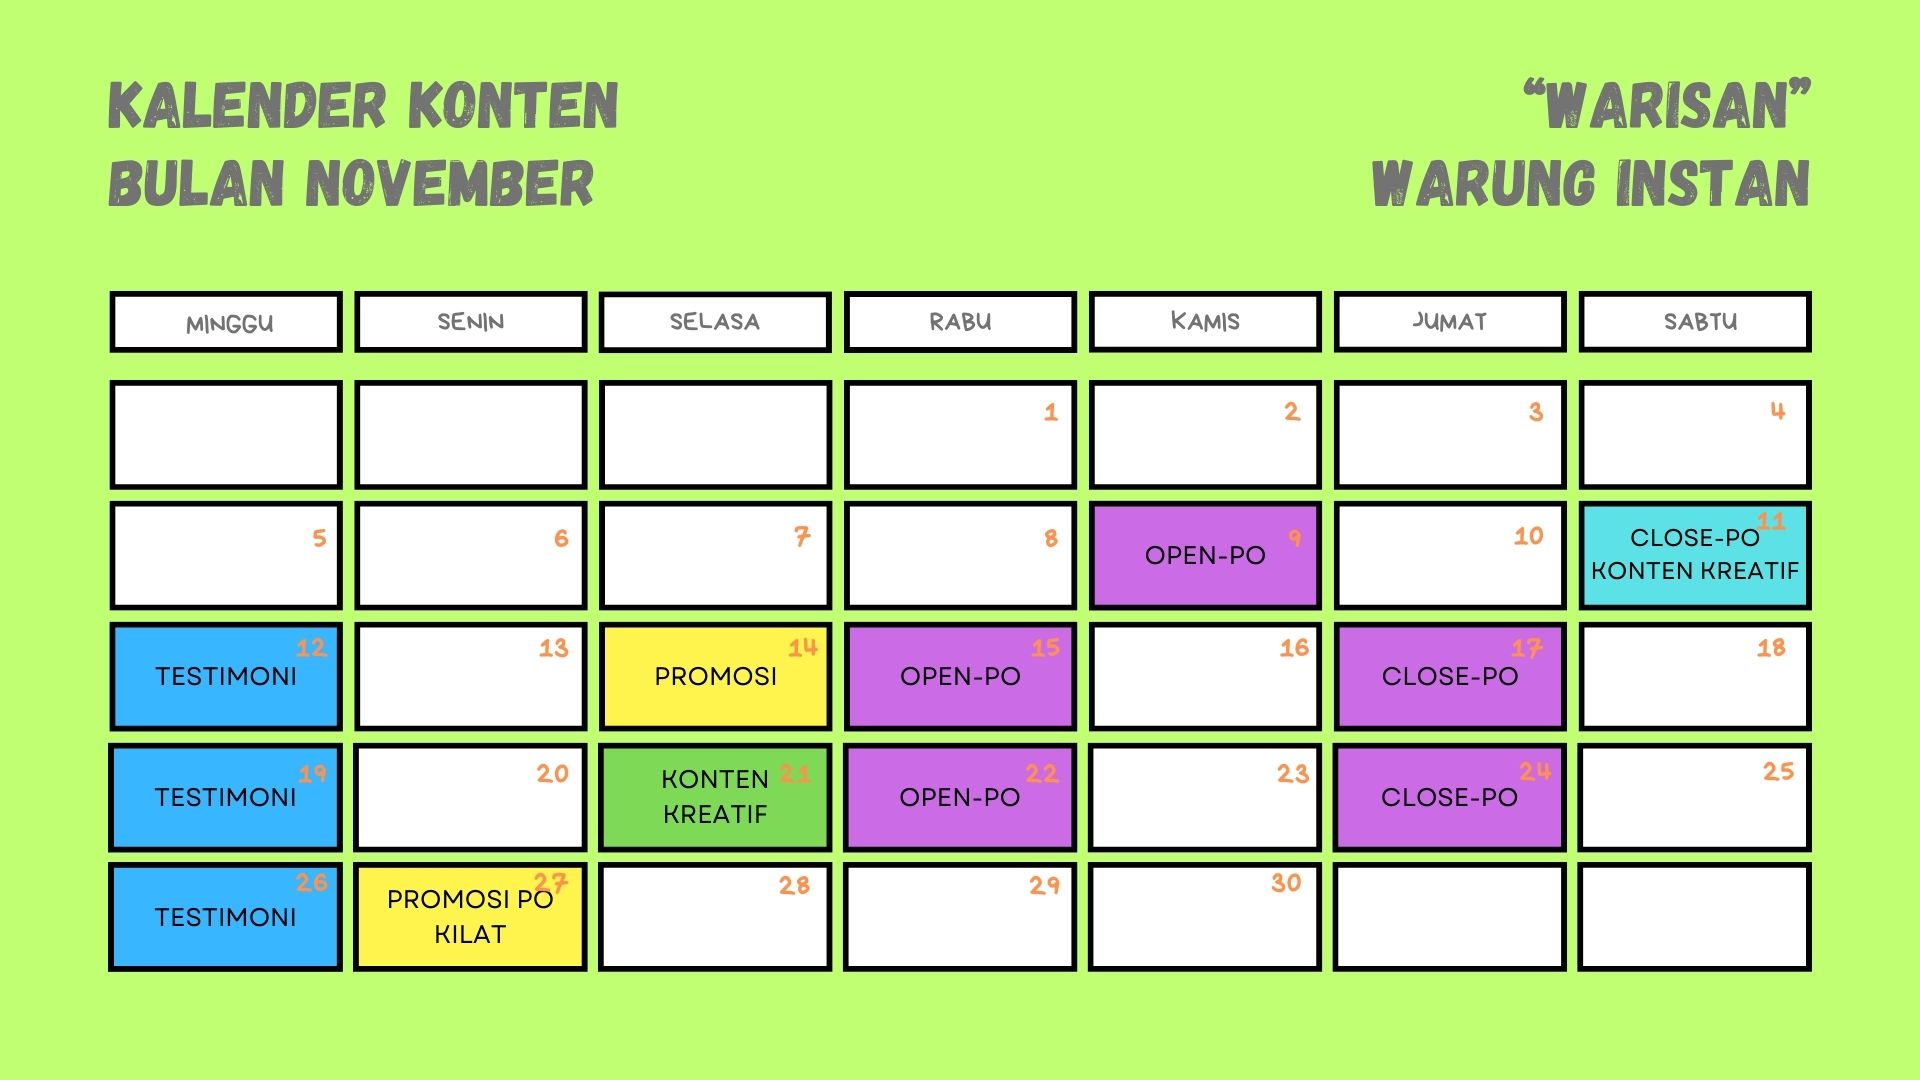 KALENDER KONTEN
BULAN NOVEMBER
“WARISAN”
WARUNG INSTAN
MINGGU SENIN SELASA RABU KAMIS JUMAT SABTU
1 2 3 4
5 6 7 8 9 10 11
OPEN-PO
CLOSE-PO
KONTEN KREATIF
12 13 14 15 16 17 18
TESTIMONI PROMOSI OPEN-PO CLOSE-PO
19 20 21 22 23 24 25
TESTIMONI
KONTEN
KREATIF
OPEN-PO CLOSE-PO
26 27 28 29 30
TESTIMONI
PROMOSI PO
KILAT